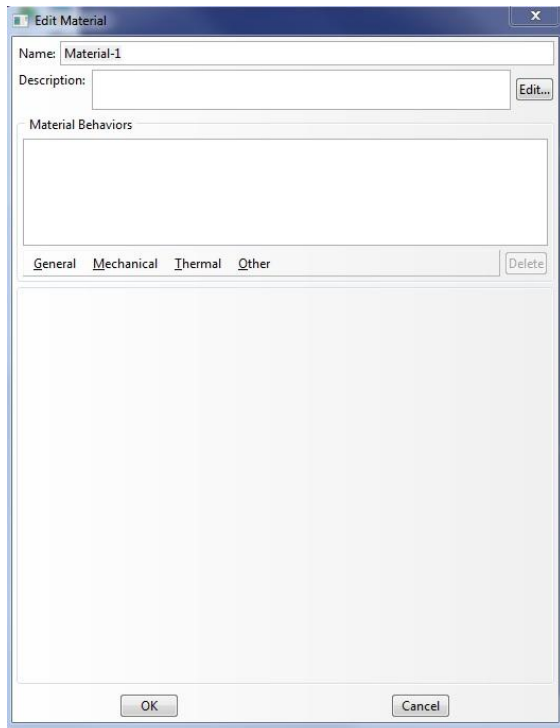 Edit Material
X
Name: Material-1
Description:
Edit...
Material Behaviors
General Mechanical Thermal Other Delete
OK Cancel